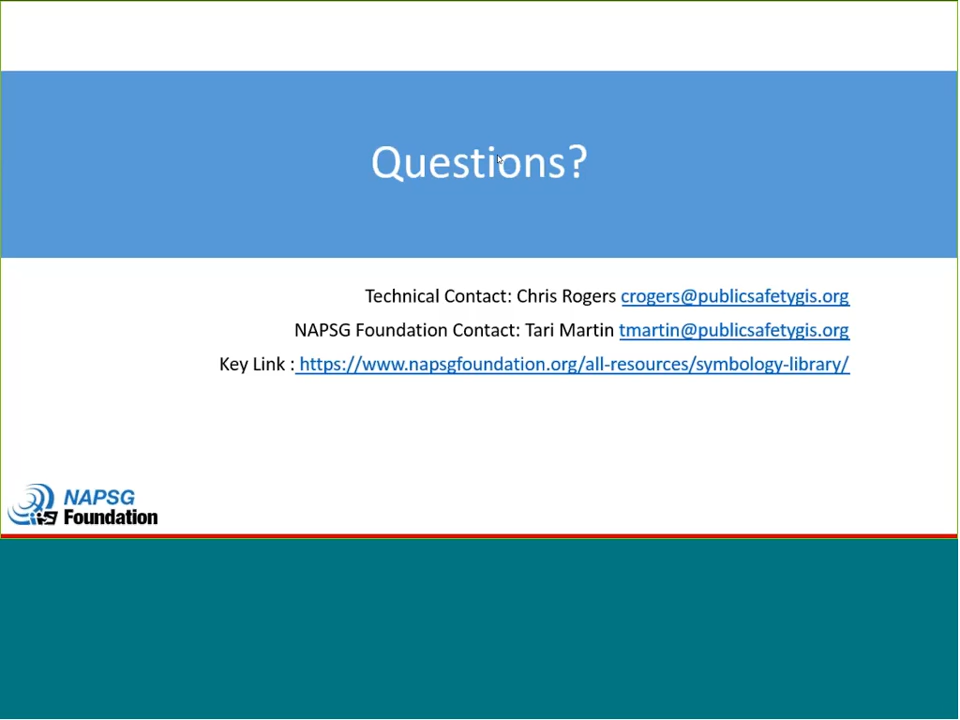 Questions?
Technical Contact: Chris Rogers crogers@publicsafetygis.org
NAPSG Foundation Contact: Tari Martin tmartin@publicsafetygis.org
Key Link : https://www.napsgfoundation.org/all-resources/symbology-library/
NAPSG
Foundation